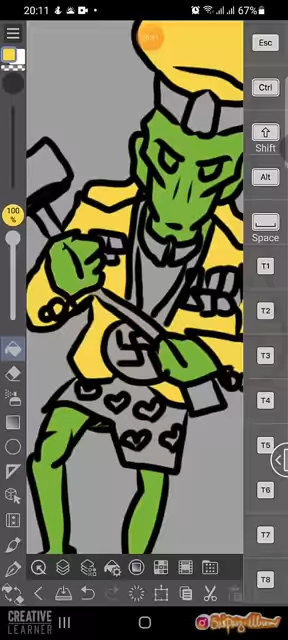 20:11
67%
Esc
Ctrl
Shift
Alt
Space
100
%
T1
T2
T3
T4
T5
T6
T7
T8
CREATIVE
LEARNER